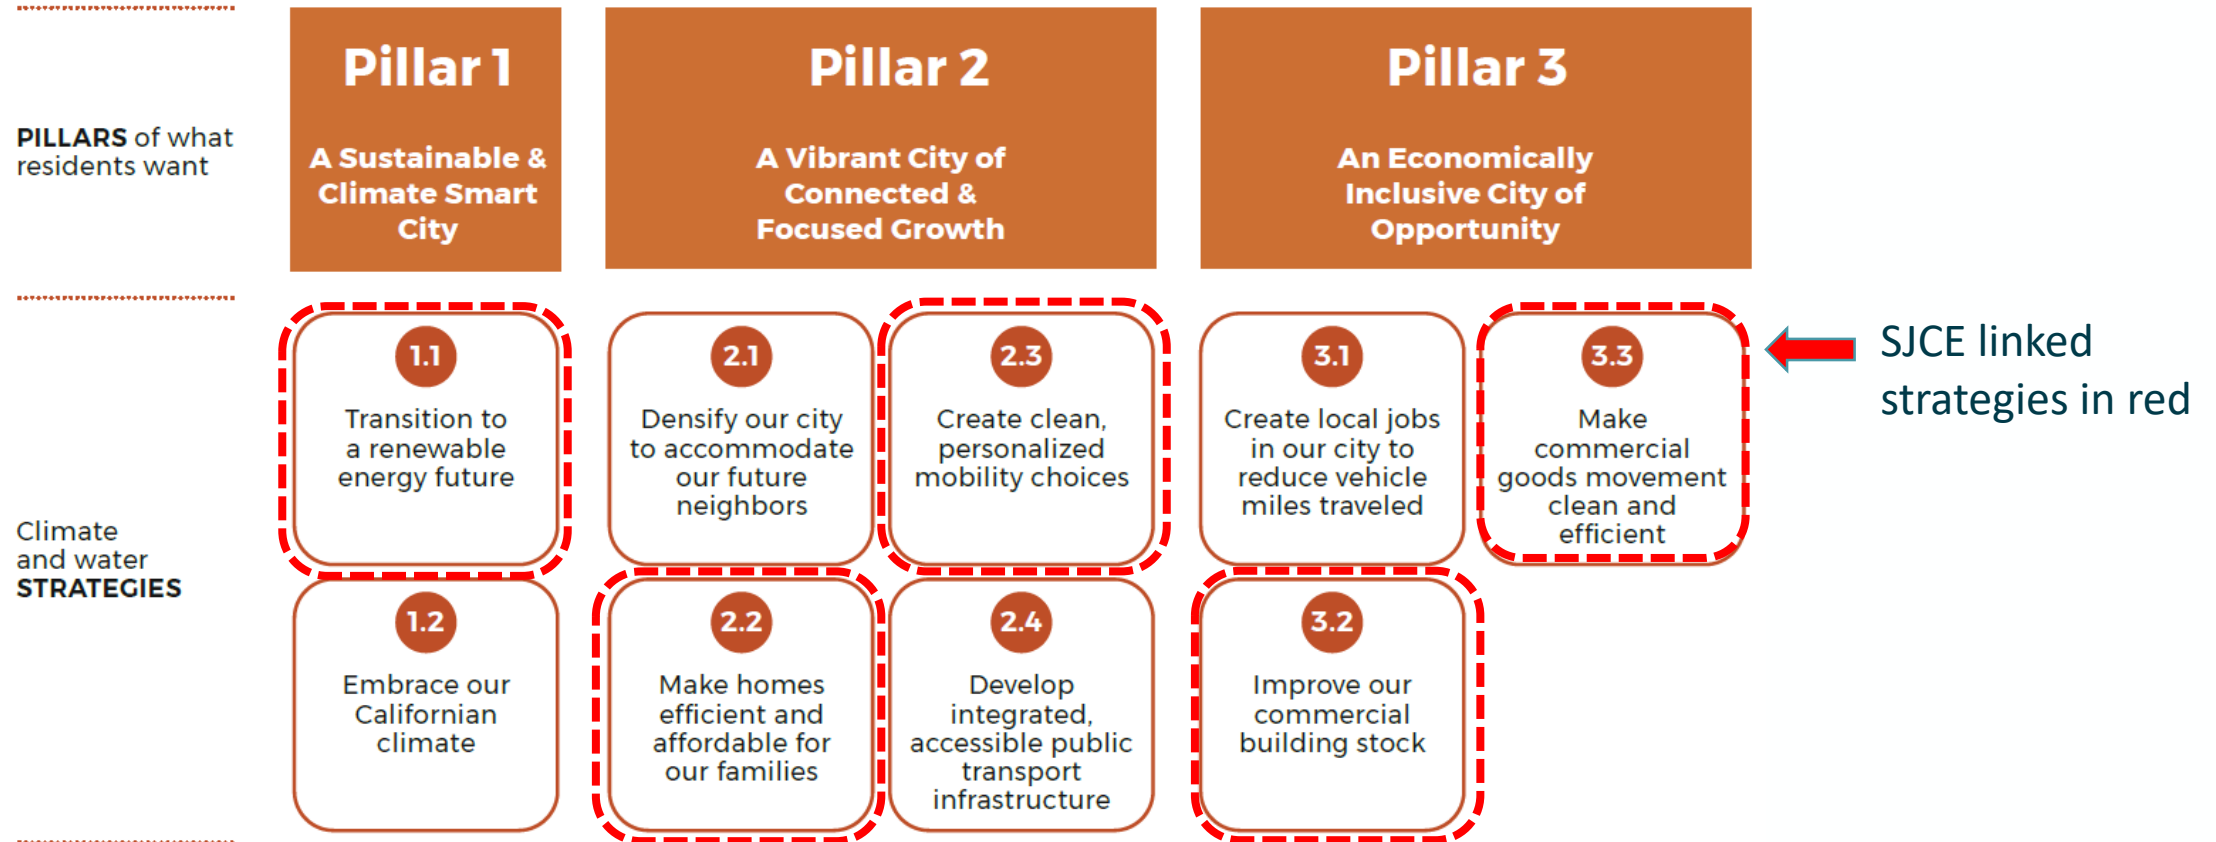 PILLARS of what
residents want
Pillar 1
A Sustainable &
Climate Smart
City
Pillar 2
A Vibrant City of
Connected &
Focused Growth
Pillar 3
An Economically
Inclusive City of
Opportunity
Climate
and water
STRATEGIES
1.1
Transition to
a renewable
energy future
2.1
Densify our city
to accommodate
our future
neighbors
2.3
Create clean,
personalized
mobility choices
3.1
Create local jobs
in our city to
reduce vehicle
miles traveled
3.3
Make
commercial
goods movement
clean and
efficient
SJCE linked
strategies in red
1.2
Embrace our
Californian
climate
2.2
Make homes
efficient and
affordable for
our families
2.4
Develop
integrated,
accessible public
transport
infrastructure
3.2
Improve our
commercial
building stock